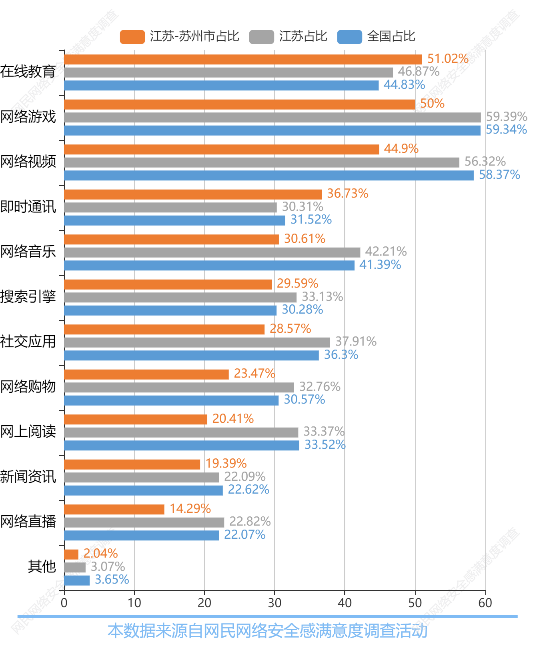 江苏-苏州市占比 江苏占比 全国占比
在线教育 51.02% 46.87% 44.83%
网络游戏 50% 59.39% 59.34%
网络视频 44.9% 56.32% 58.37%
即时通讯 36.73% 30.31% 31.52%
网络音乐 30.61% 42.21% 41.39%
搜索引擎 29.59% 33.13% 30.28%
社交应用 28.57% 37.91% 36.3%
网络购物 23.47% 32.76% 30.57%
网上阅读 20.41% 33.37% 33.52%
新闻资讯 19.39% 22.09% 22.62%
网络直播 14.29% 22.82% 22.07%
其他 2.04% 3.07% 3.65%
0 10 20 30 40 50 60
本数据来源自网民网络安全感满意度调查活动